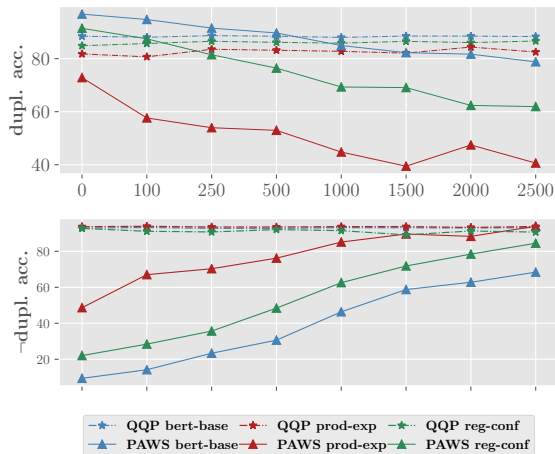 dupl. acc.
80
60
40
0 100 250 500 1000 1500 2000 2500
¬dupl. acc.
80
60
40
20
QQP bert-base QQP prod-exp QQP reg-conf
PAWS bert-base PAWS prod-exp PAWS reg-conf